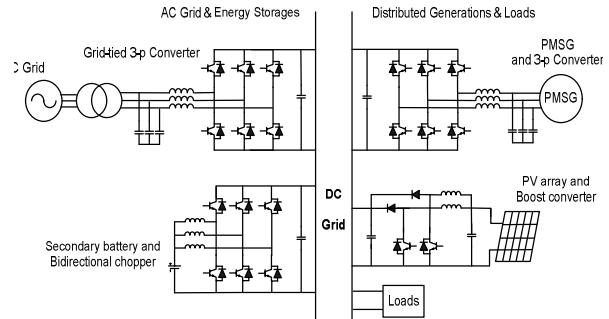 AC Grid & Energy Storages
Distributed Generations & Loads
Grid-tied 3-p Converter
C Grid
PMSG
and 3-p Converter
PMSG
DC
Grid
PV array and
Boost converter
Secondary battery and
Bidirectional chopper
Loads